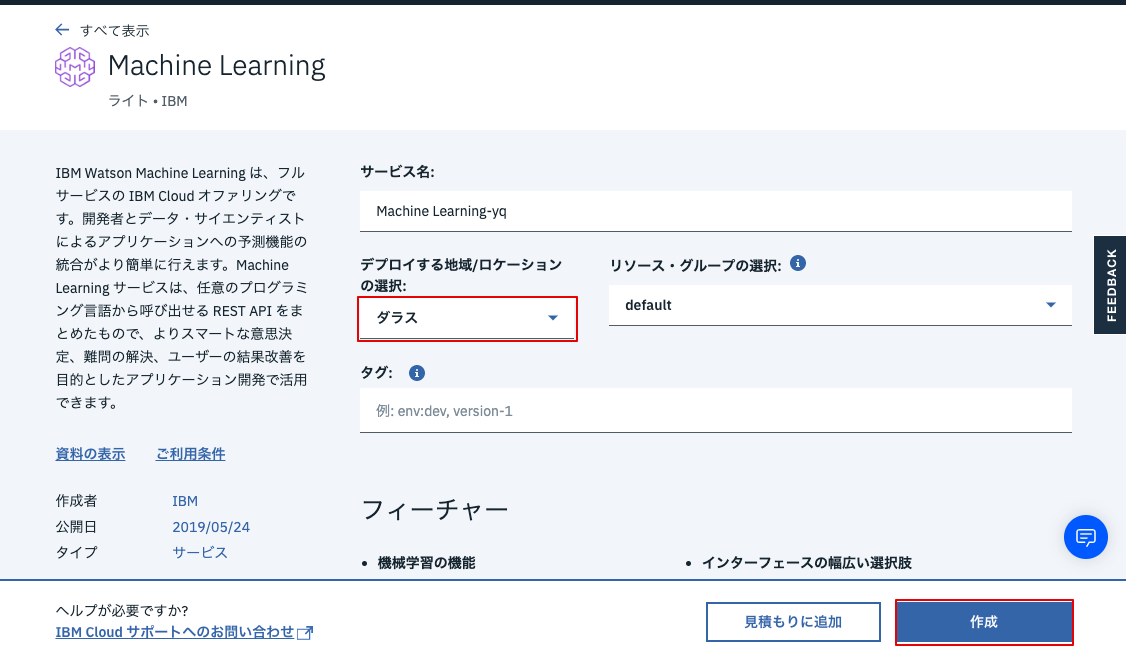 ← すべて表示
Machine Learning
ライト • IBM
IBM Watson Machine Learning は、フル
サービスの IBM Cloud オファリングで
す。開発者とデータ・サイエンティスト
によるアプリケーションへの予測機能の
統合がより簡単に行えます。Machine
Learning サービスは、任意のプログラミ
ング言語から呼び出せる REST API をま
とめたもので、よりスマートな意思決
定、難問の解決、ユーザーの結果改善を
目的としたアプリケーション開発で活用
できます。
資料の表示 ご利用条件
作成者 IBM
公開日 2019/05/24
タイプ サービス
サービス名:
Machine Learning-yq
デプロイする地域/ロケーション
の選択:
ダラス
リソース・グループの選択:
default
タグ:
例: env:dev, version-1
フィーチャー
• 機械学習の機能
• インターフェースの幅広い選択肢
FEEDBACK
ヘルプが必要ですか?
IBM Cloud サポートへのお問い合わせ
見積もりに追加
作成